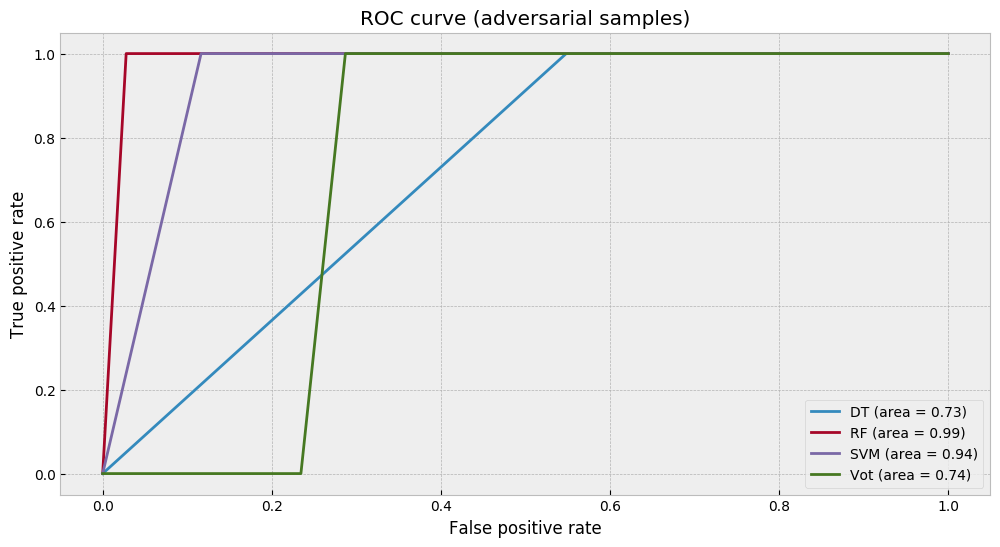 ROC curve (adversarial samples)
True positive rate
1.0
0.8
0.6
0.4
0.2
0.0
DT (area = 0.73)
RF (area = 0.99)
SVM (area = 0.94)
Vot (area = 0.74)
0.0 0.2 0.4 0.6 0.8 1.0
False positive rate